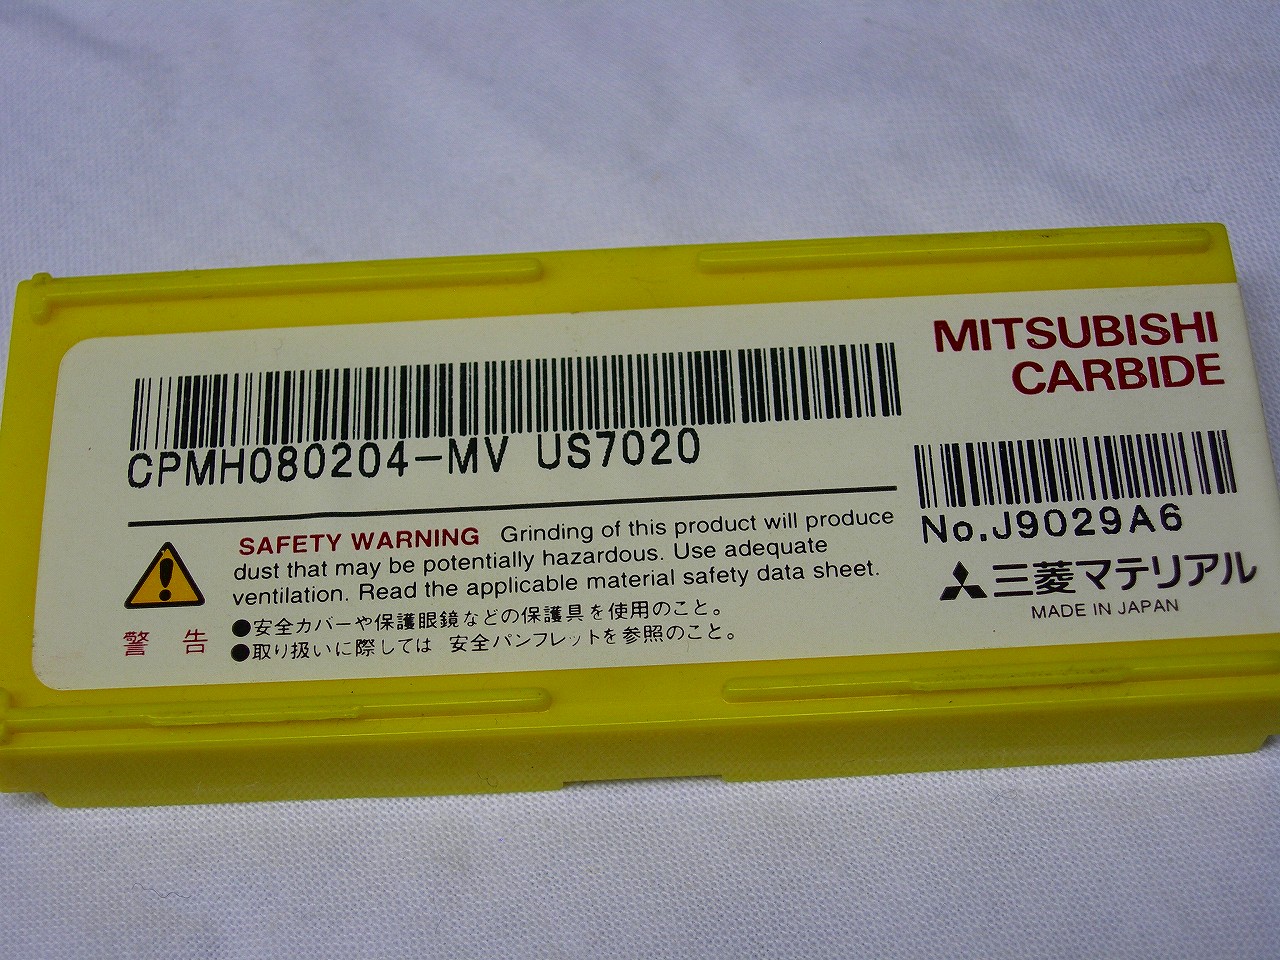 MITSUBISHI
CARBIDE
CPMH080204-MV US7020
No.J9029A6
SAFETY WARNING Grinding of this product will produce
dust that may be potentially hazardous. Use adequate
ventilation. Read the applicable material safety data sheet.
警 告
●安全カバーや保護眼鏡などの保護具を使用のこと。
●取り扱いに際しては 安全パンフレットを参照のこと。
三菱マテリアル
MADE IN JAPAN